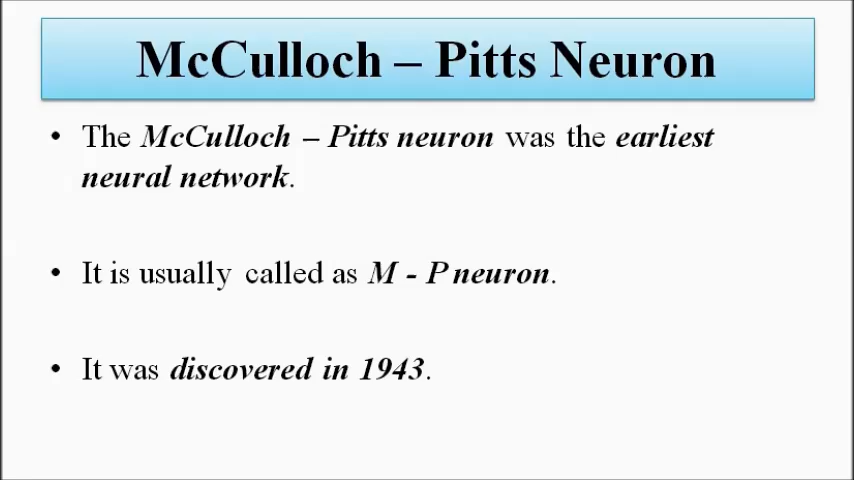 McCulloch – Pitts Neuron
• The McCulloch – Pitts neuron was the earliest
neural network.
• It is usually called as M - P neuron.
• It was discovered in 1943.